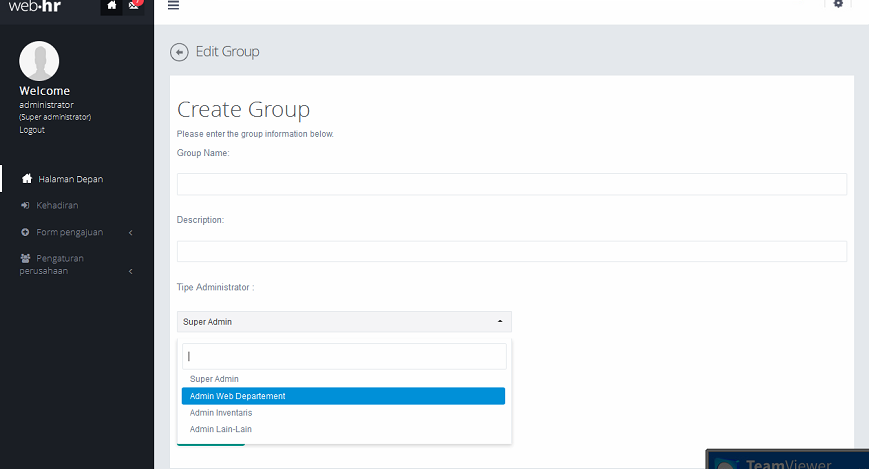 web•hr
Edit Group
Welcome
administrator
(Super administrator)
Logout
Halaman Depan
Kehadiran
Form pengajuan
Pengaturan
perusahaan
Create Group
Please enter the group information below.
Group Name:
Description:
Tipe Administrator :
Super Admin
Super Admin
Admin Web Departement
Admin Inventaris
Admin Lain-Lain
TeamViewer